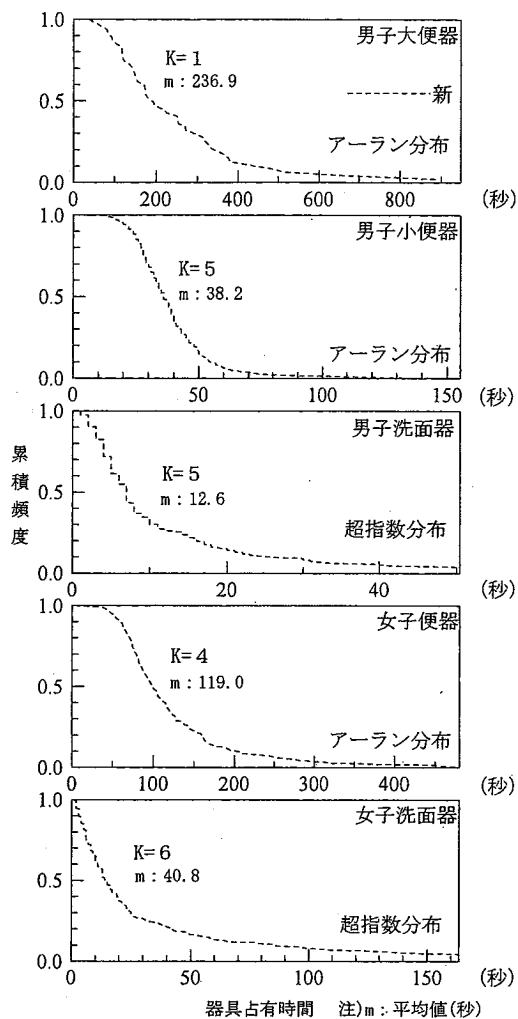 1.0
男子大便器
K=1
m：236.9
新
0.5
アーラン分布
0.0
0 200 400 600 800 (秒)
1.0
男子小便器
K=5
m：38.2
0.5
アーラン分布
0.0
0 50 100 150 (秒)
1.0
男子洗面器
K=5
m：12.6
0.5
超指数分布
0.0
0 20 40 (秒)
累積頻度
1.0
女子便器
K=4
m：119.0
0.5
アーラン分布
0.0
0 100 200 300 400 (秒)
1.0
女子洗面器
K=6
m：40.8
0.5
超指数分布
0.0
0 50 100 150 (秒)
器具占有時間 注)m：平均値(秒)